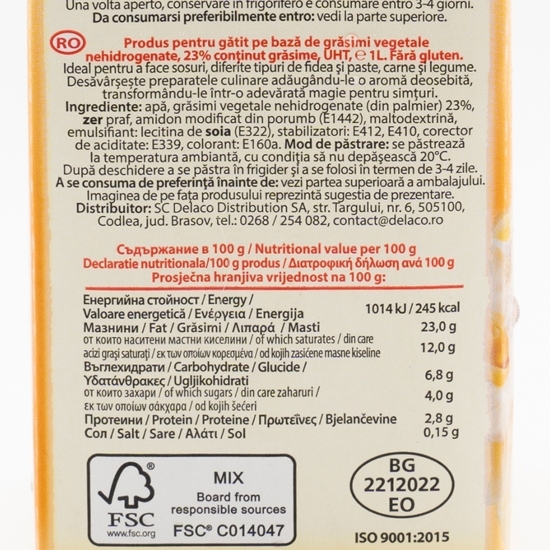 Una volta aperto, conservare in frigorifero e consumare entro 3-4 giorni.
Da consumarsi preferibilmente entro: vedi la parte superiore.
RO Produs pentru gătit pe bază de grăsimi vegetale
nehidrogenate, 23% conținut grăsime, UHT, ℮ 1L. Fără gluten.
Ideal pentru a face sosuri, diferite tipuri de fidea și paste, carne și legume.
Desăvârșește preparatele culinare adăugându-le o aromă deosebită,
transformându-le într-o adevărată magie pentru simțuri.
Ingrediente: apă, grăsimi vegetale nehidrogenate (din palmier) 23%,
zer praf, amidon modificat din porumb (E1442), maltodextrină,
emulsifiant: lecitina de soia (E322), stabilizatori: E412, E410, corector
de aciditate: E339, colorant: E160a. Mod de păstrare: se păstrează
la temperatura ambiantă, cu condiția să nu depășească 20°C.
După deschidere a se păstra în frigider și a se folosi în termen de 3-4 zile.
A se consuma de preferință înainte de: vezi partea superioară a ambalajului.
Imaginea de pe fața produsului reprezintă sugestia de prezentare.
Distribuitor: SC Delaco Distribution SA, str. Targului, nr. 6, 505100,
Codlea, jud. Brasov, tel.: 0268 / 254 082, contact@delaco.ro
Съдържание в 100 g / Nutritional value per 100 g
Declaratie nutritionala/100 g produs / Διατροφική δήλωση ανά 100 g
Prosječna hranjiva vrijednost na 100 g:
Енергийна стойност / Energy /
Valoare energetică / Ενέργεια / Energija 1014 kJ / 245 kcal
Мазнини / Fat / Grăsimi / Λιπαρά / Masti 23,0 g
от които наситени мастни киселини / of which saturates / din care
acizi grași saturați / εκ των οποίων κορεσμένα / od kojih zasićene masne kiseline 12,0 g
Въглехидрати / Carbohydrate / Glucide /
Υδατάνθρακες / Ugljikohidrati 6,8 g
от които захари / of which sugars / din care zaharuri /
εκ των οποίων σάκχαρα / od kojih šećeri 4,0 g
Протеини / Protein / Proteine / Πρωτεΐνες / Bjelančevine 2,8 g
Сол / Salt / Sare / Αλάτι / Sol 0,15 g
FSC
www.fsc.org
MIX
Board from
responsible sources
FSC® C014047
BG
2212022
EO
ISO 9001:2015